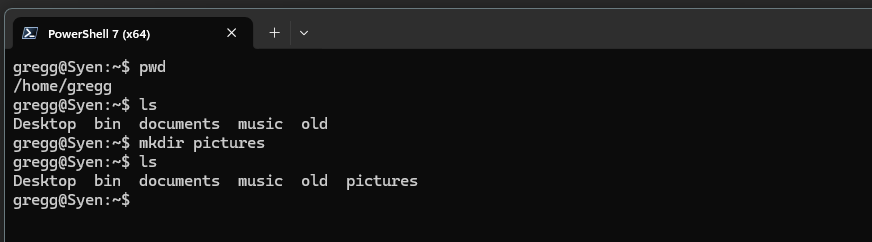 PowerShell 7 (x64)
gregg@Syen:~$ pwd
/home/gregg
gregg@Syen:~$ ls
Desktop  bin  documents  music  old
gregg@Syen:~$ mkdir pictures
gregg@Syen:~$ ls
Desktop  bin  documents  music  old  pictures
gregg@Syen:~$